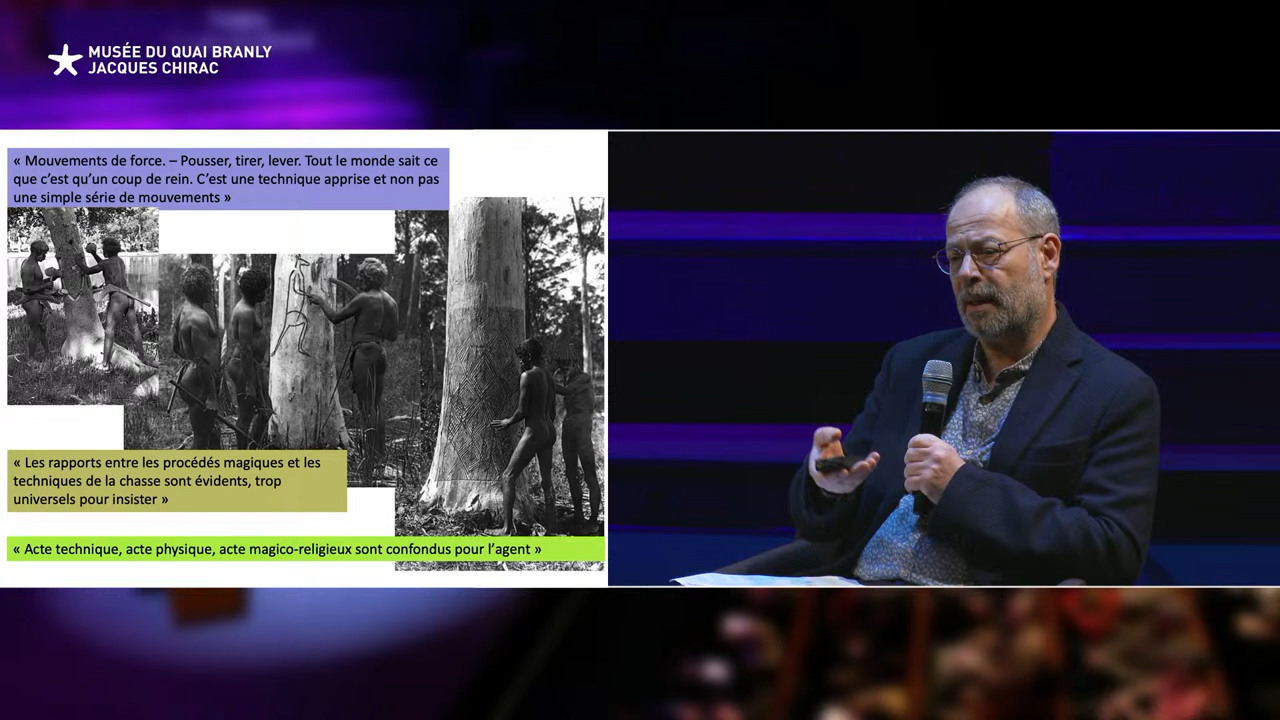 MUSÉE DU QUAI BRANLY
JACQUES CHIRAC
« Mouvements de force. – Pousser, tirer, lever. Tout le monde sait ce
que c’est qu’un coup de rein. C’est une technique apprise et non pas
une simple série de mouvements »
« Les rapports entre les procédés magiques et les
techniques de la chasse sont évidents, trop
universels pour insister »
« Acte technique, acte physique, acte magico-religieux sont confondus pour l’agent »